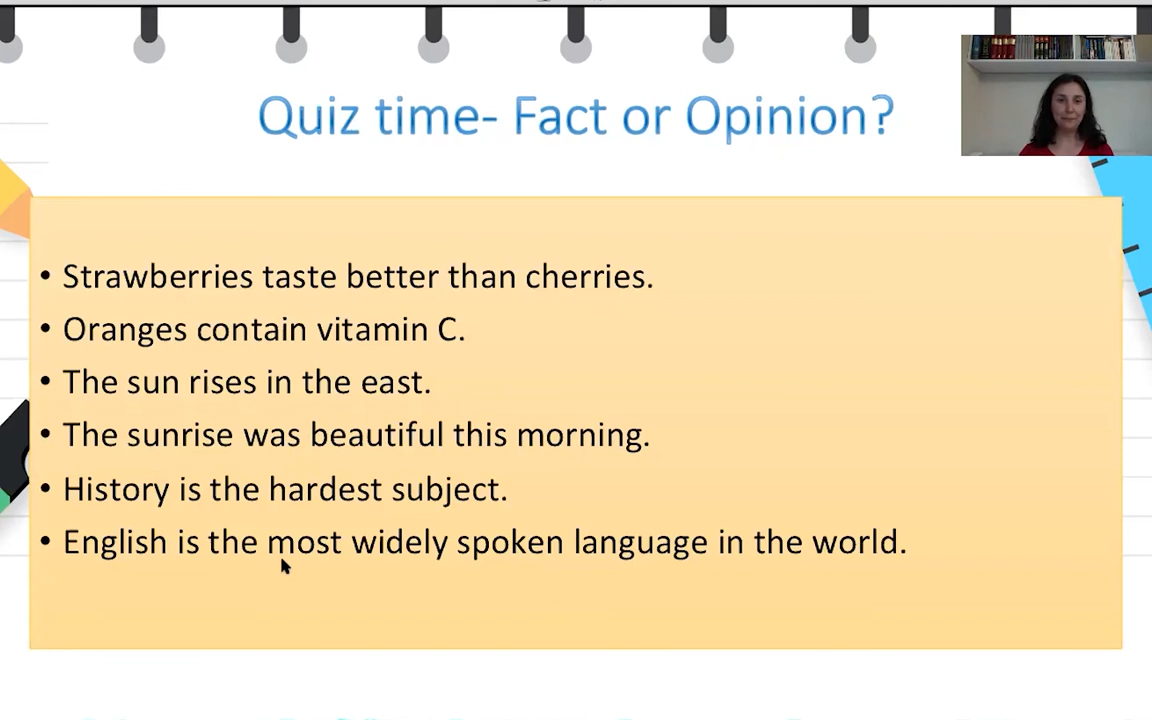 Quiz time- Fact or Opinion?
• Strawberries taste better than cherries.
• Oranges contain vitamin C.
• The sun rises in the east.
• The sunrise was beautiful this morning.
• History is the hardest subject.
• English is the most widely spoken language in the world.